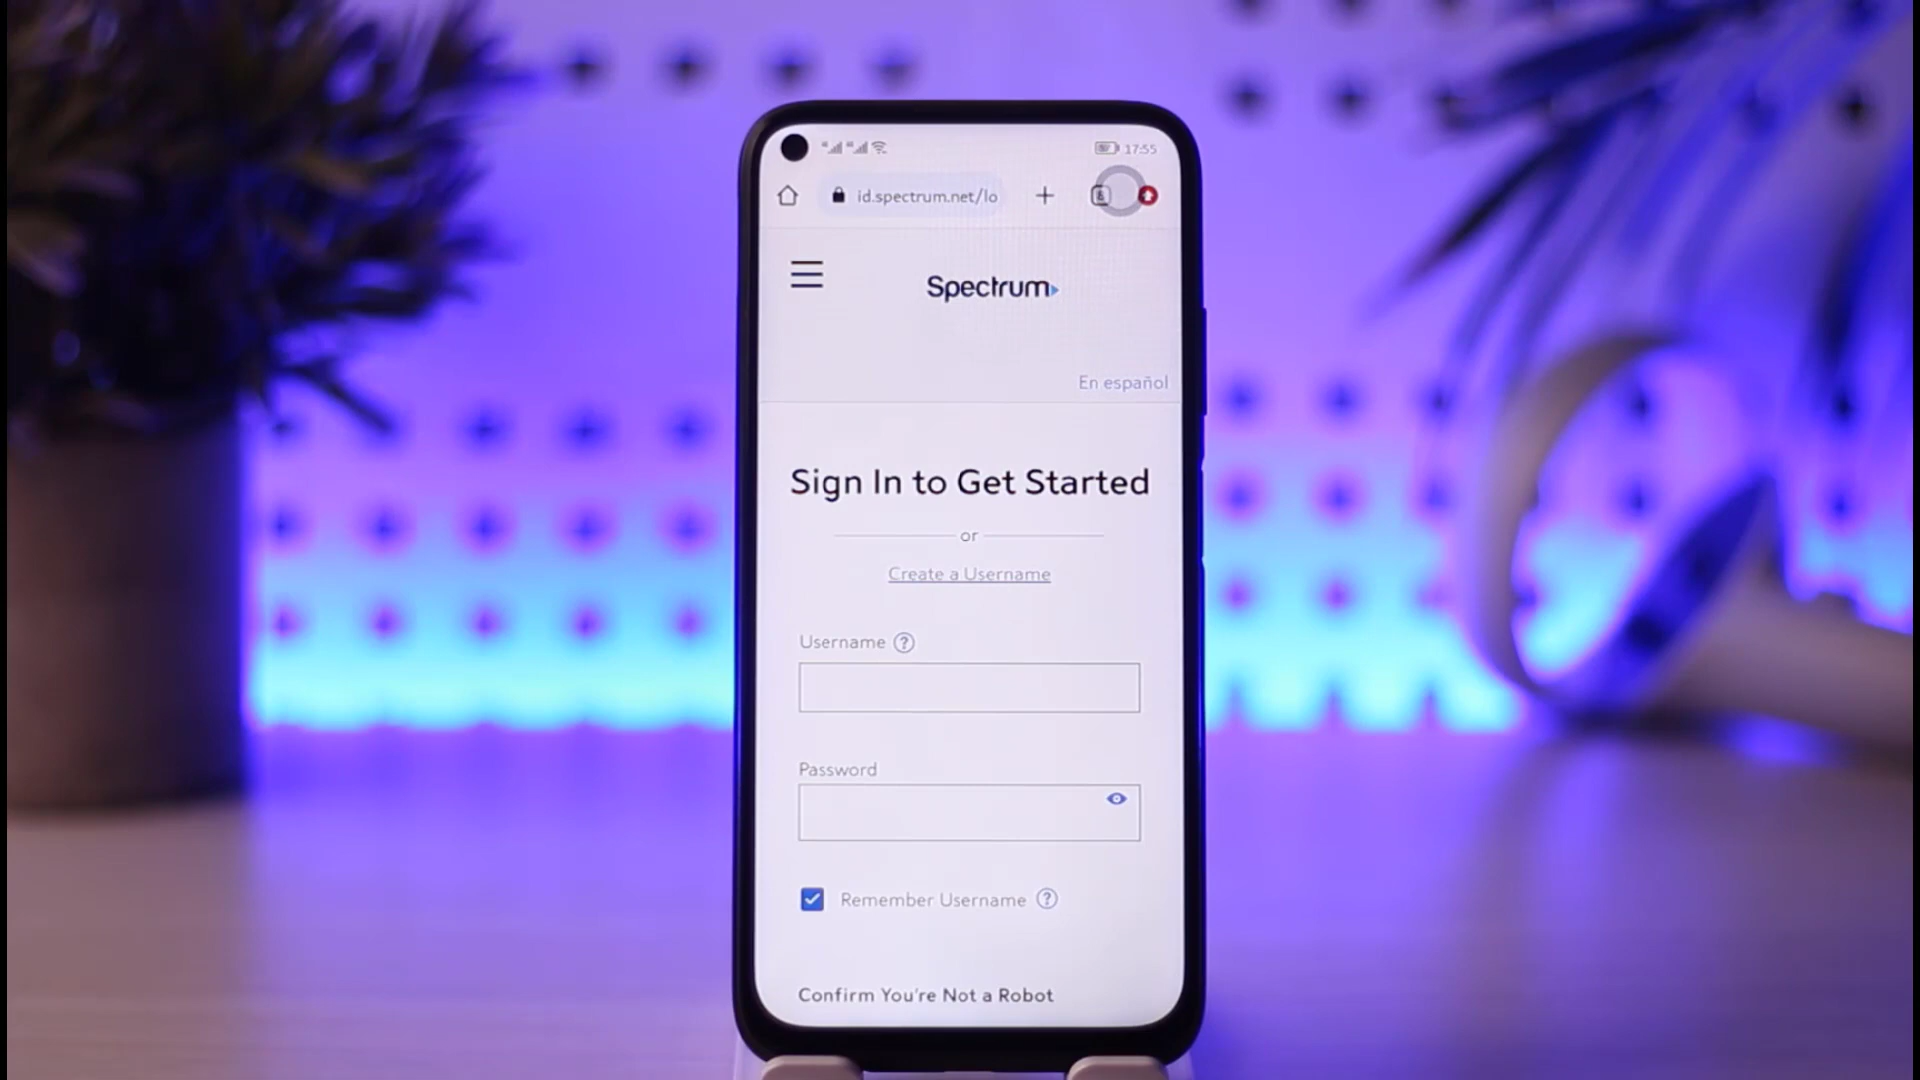 17:55
id.spectrum.net/lo
Spectrum
En español
Sign In to Get Started
or
Create a Username
Username ?
Password
Remember Username ?
Confirm You're Not a Robot